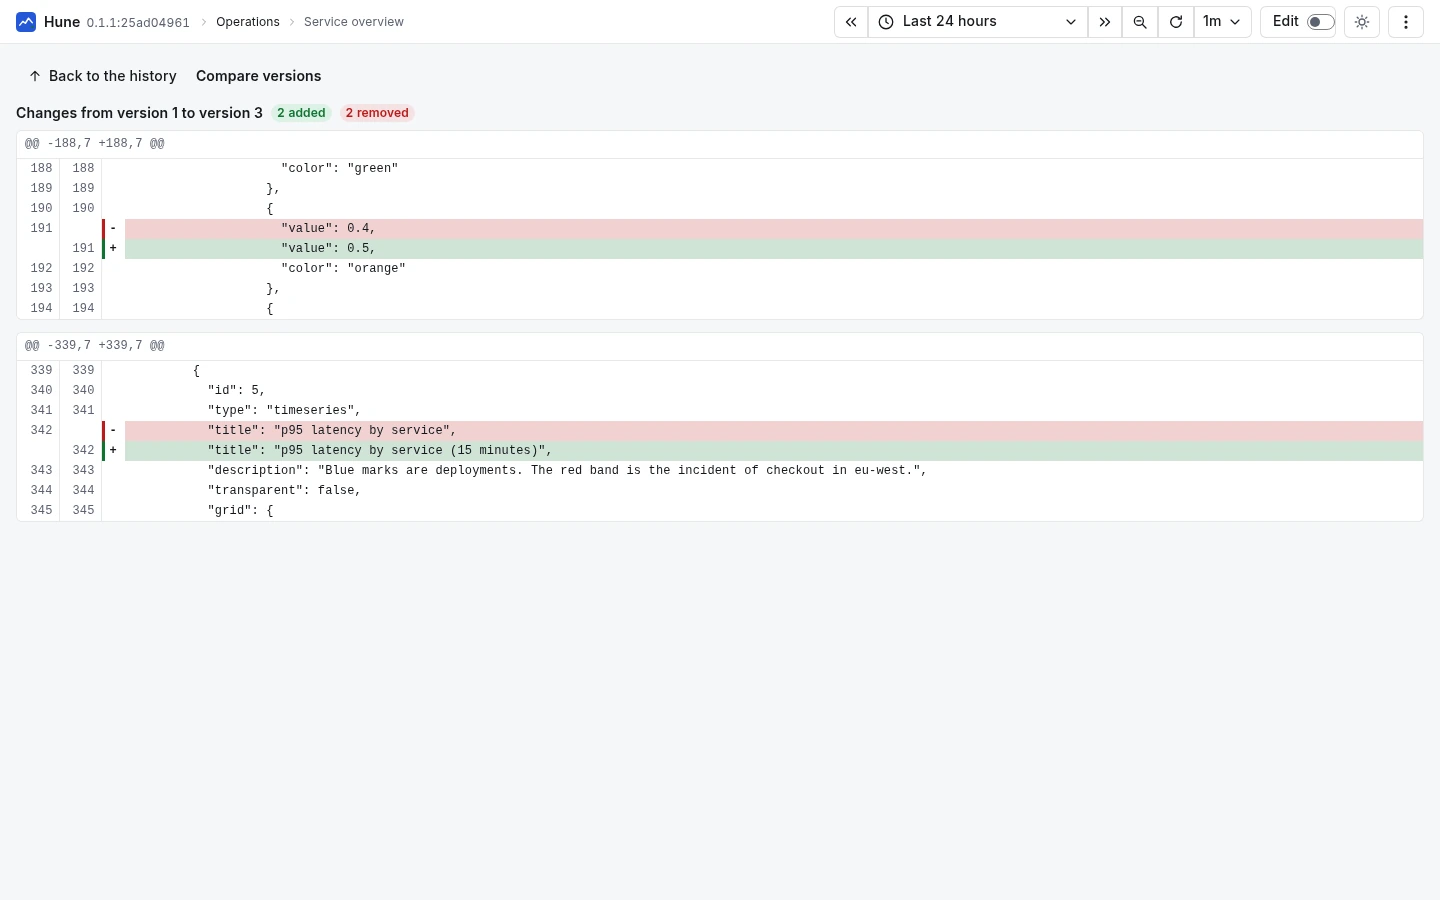 Hune 0.1.1:25ad04961 Operations Service overview Last 24 hours 1m Edit
Back to the history Compare versions
Changes from version 1 to version 3 2 added 2 removed
@@ -188,7 +188,7 @@
188 188 "color": "green"
189 189 },
190 190 {
191 - "value": 0.4,
191 + "value": 0.5,
192 192 "color": "orange"
193 193 },
194 194 {
@@ -339,7 +339,7 @@
339 339 {
340 340 "id": 5,
341 341 "type": "timeseries",
342 - "title": "p95 latency by service",
342 + "title": "p95 latency by service (15 minutes)",
343 343 "description": "Blue marks are deployments. The red band is the incident of checkout in eu-west.",
344 344 "transparent": false,
345 345 "grid": {